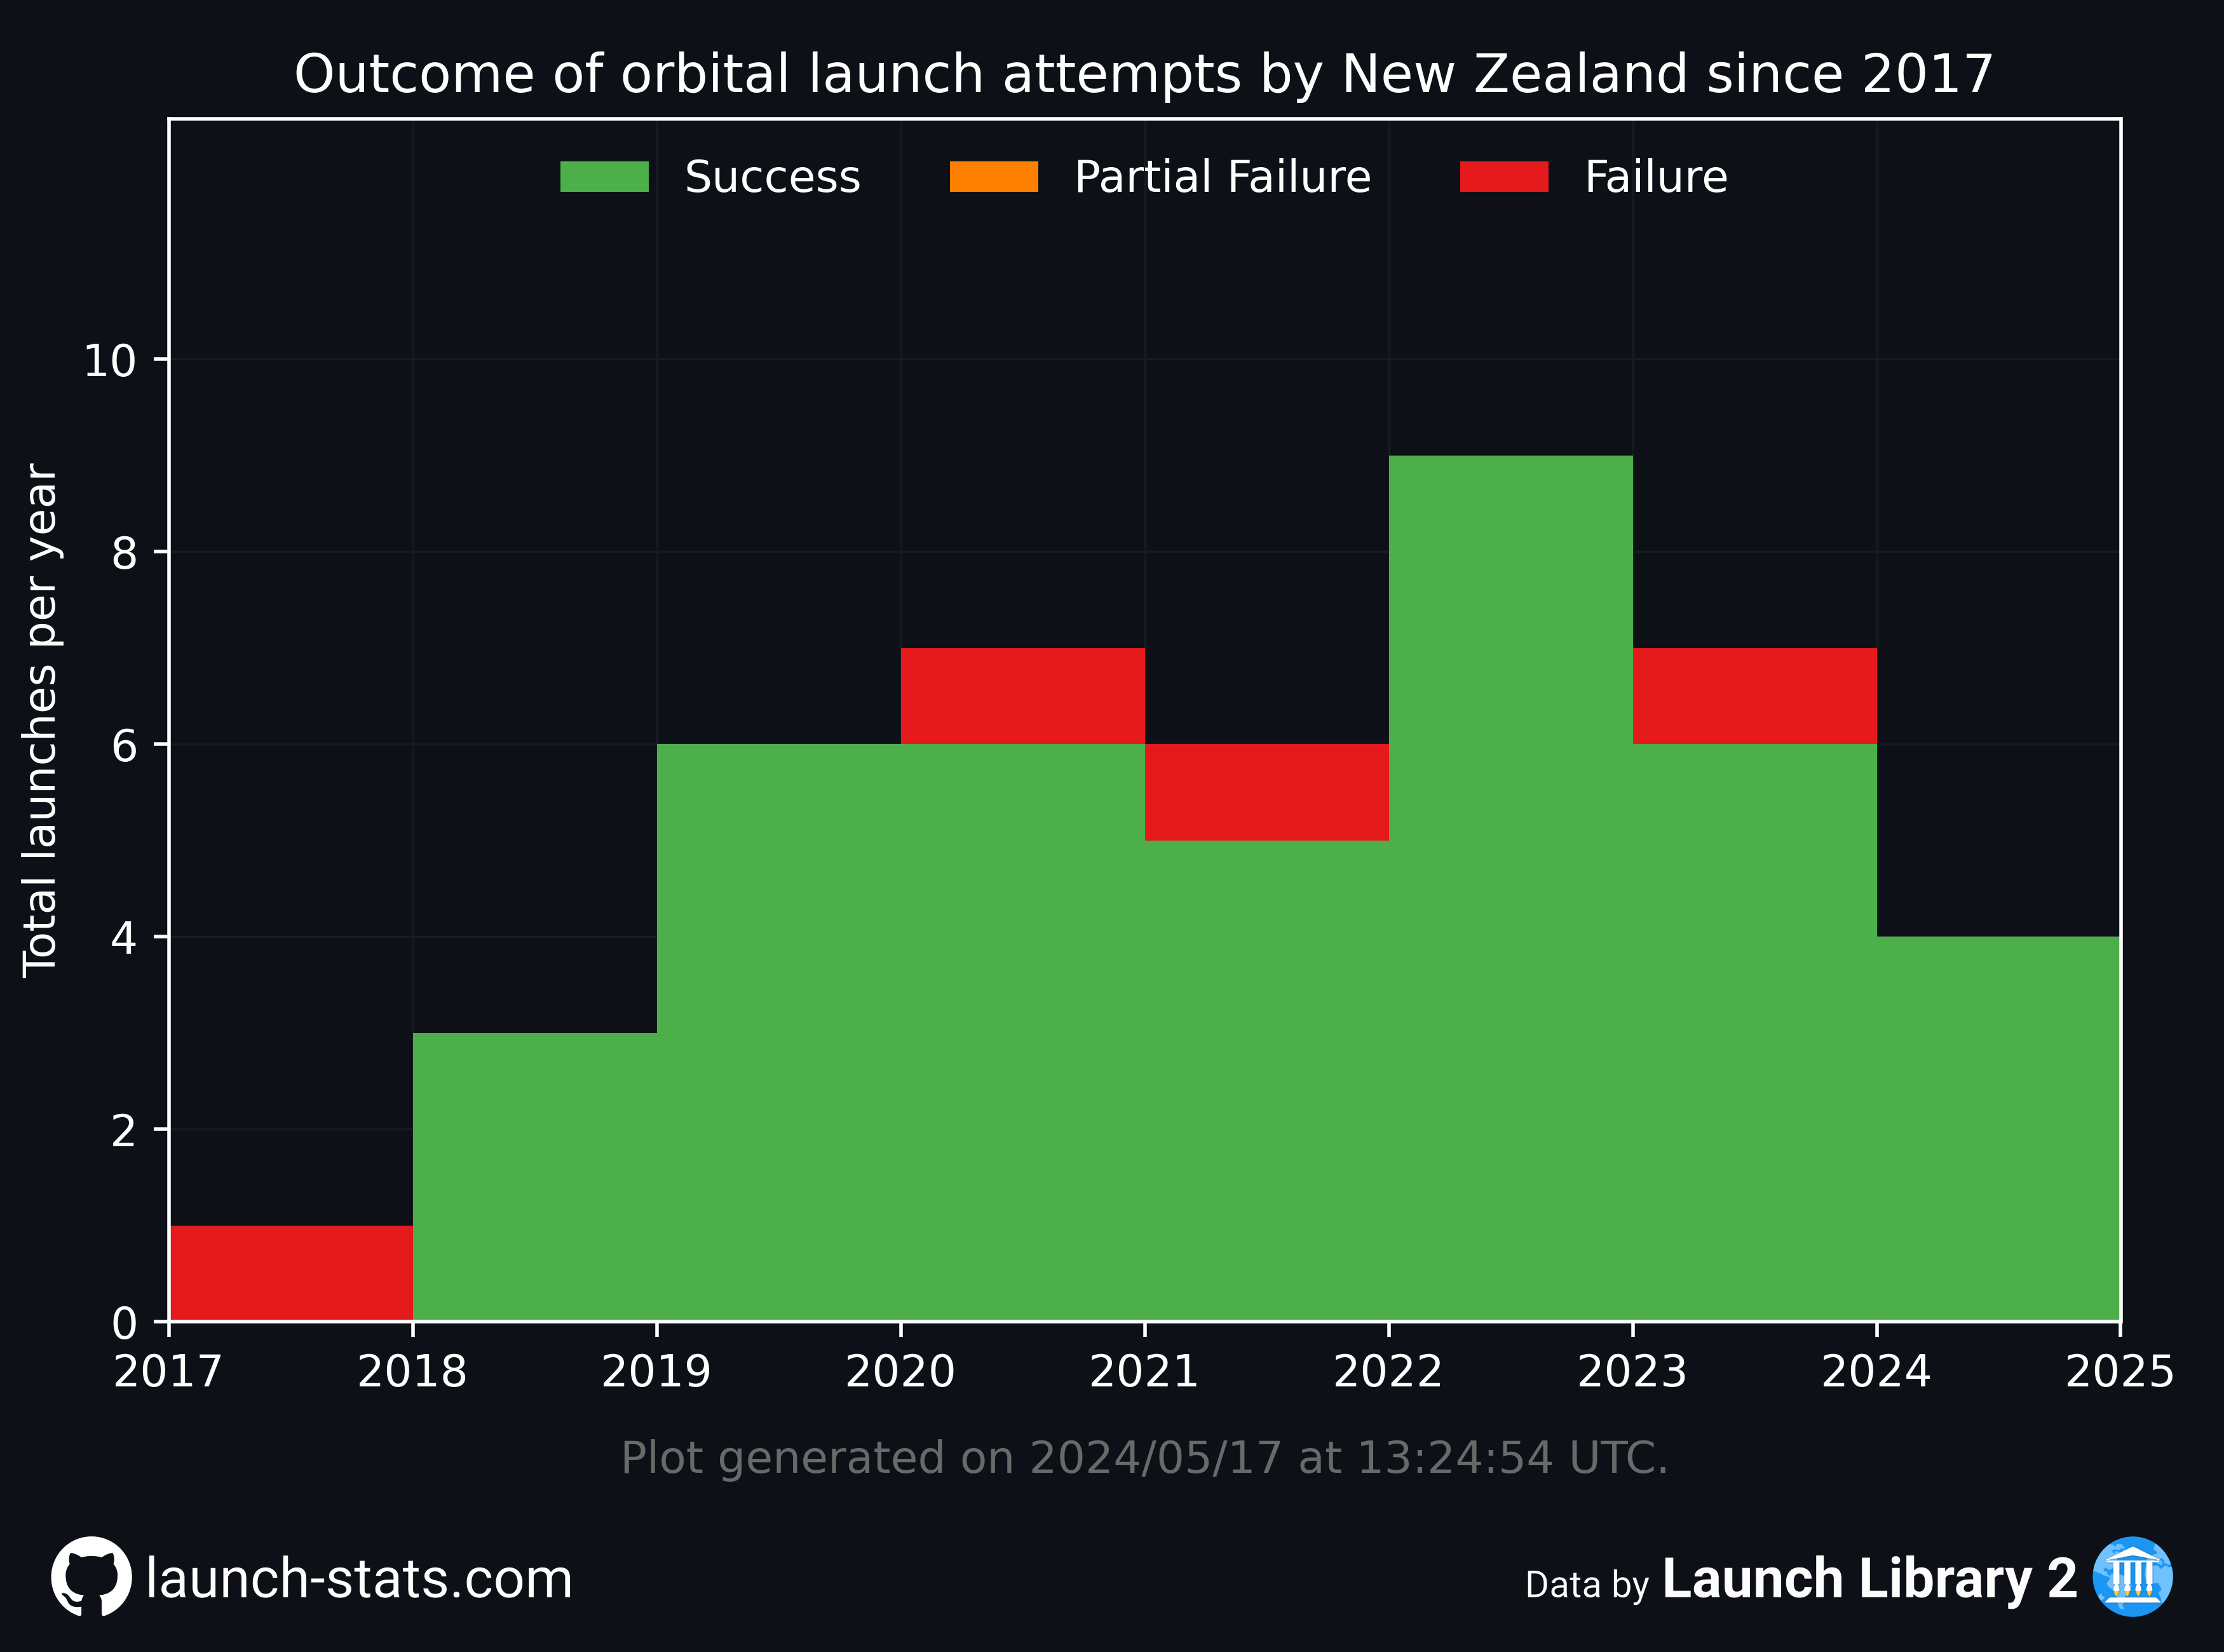 Outcome of orbital launch attempts by New Zealand since 2017
Success Partial Failure Failure
Total launches per year
10
8
6
4
2
0
2017 2018 2019 2020 2021 2022 2023 2024 2025
Plot generated on 2024/05/17 at 13:24:54 UTC.
launch-stats.com
Data by Launch Library 2